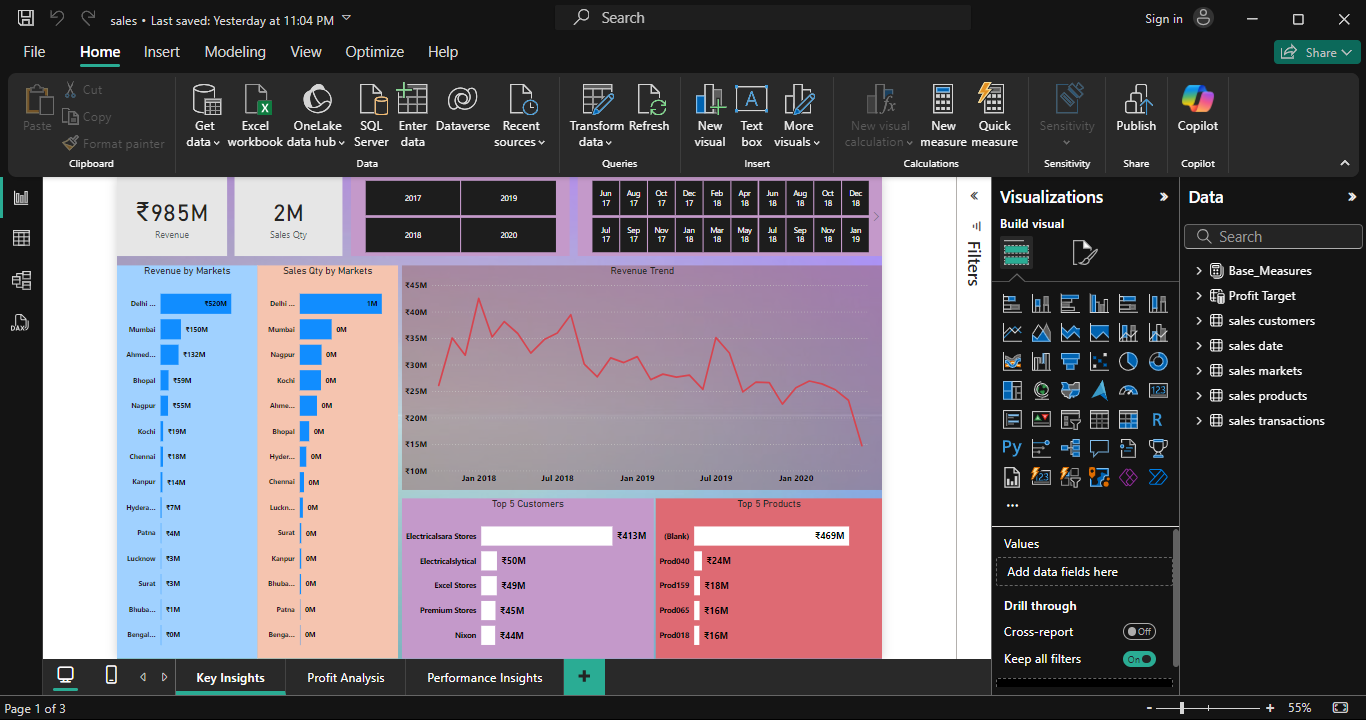 sales • Last saved: Yesterday at 11:04 PM
Search
Sign in
File Home Insert Modeling View Optimize Help
Share
Paste
Cut
Copy
Format painter
Clipboard
Get data
Excel workbook
OneLake data hub
SQL Server
Enter data
Dataverse
Recent sources
Data
Transform data
Refresh
Queries
New visual
Text box
More visuals
Insert
New visual calculation
New measure
Quick measure
Calculations
Sensitivity
Sensitivity
Publish
Share
Copilot
Copilot
DAX
₹985M
Revenue
2M
Sales Qty
2017 2019
2018 2020
Jun 17 Aug 17 Oct 17 Dec 17 Feb 18 Apr 18 Jun 18 Aug 18 Oct 18 Dec 18
Jul 17 Sep 17 Nov 17 Jan 18 Mar 18 May 18 Jul 18 Sep 18 Nov 18 Jan 19
Revenue by Markets
Delhi ... ₹520M
Mumbai ₹150M
Ahmed... ₹132M
Bhopal ₹59M
Nagpur ₹55M
Kochi ₹19M
Chennai ₹18M
Kanpur ₹14M
Hydera... ₹7M
Patna ₹4M
Lucknow ₹3M
Surat ₹3M
Bhuba... ₹1M
Bengal... ₹0M
Sales Qty by Markets
Delhi ... 1M
Mumbai 0M
Nagpur 0M
Kochi 0M
Ahme... 0M
Bhopal 0M
Hyder... 0M
Chennai 0M
Luckn... 0M
Surat 0M
Kanpur 0M
Bhuba... 0M
Patna 0M
Benga... 0M
Revenue Trend
₹45M
₹40M
₹35M
₹30M
₹25M
₹20M
₹15M
₹10M
Jan 2018 Jul 2018 Jan 2019 Jul 2019 Jan 2020
Top 5 Customers
Electricalsara Stores ₹413M
Electricalslytical ₹50M
Excel Stores ₹49M
Premium Stores ₹45M
Nixon ₹44M
Top 5 Products
(Blank) ₹469M
Prod040 ₹24M
Prod159 ₹18M
Prod065 ₹16M
Prod018 ₹16M
Filters
Visualizations
Build visual
123
R
Py
123
...
Values
Add data fields here
Drill through
Cross-report Off
Keep all filters On
Data
Search
Base_Measures
Profit Target
sales customers
sales date
sales markets
sales products
sales transactions
Key Insights Profit Analysis Performance Insights +
Page 1 of 3
- + 55%